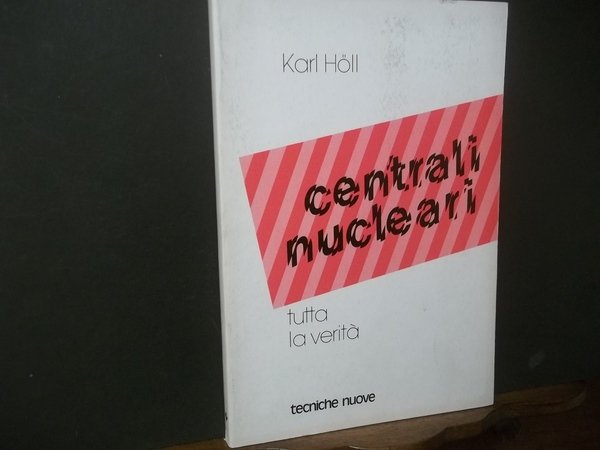 Karl Höll
centrali
nucleari
tutta
la verità
tecniche nuove